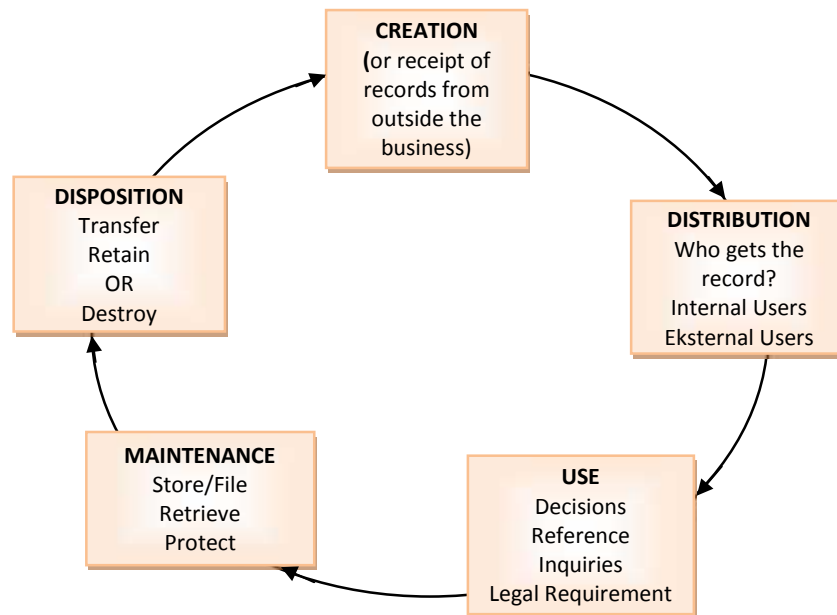 CREATION
(or receipt of
records from
outside the
business)
DISTRIBUTION
Who gets the
record?
Internal Users
Eksternal Users
USE
Decisions
Reference
Inquiries
Legal Requirement
MAINTENANCE
Store/File
Retrieve
Protect
DISPOSITION
Transfer
Retain
OR
Destroy